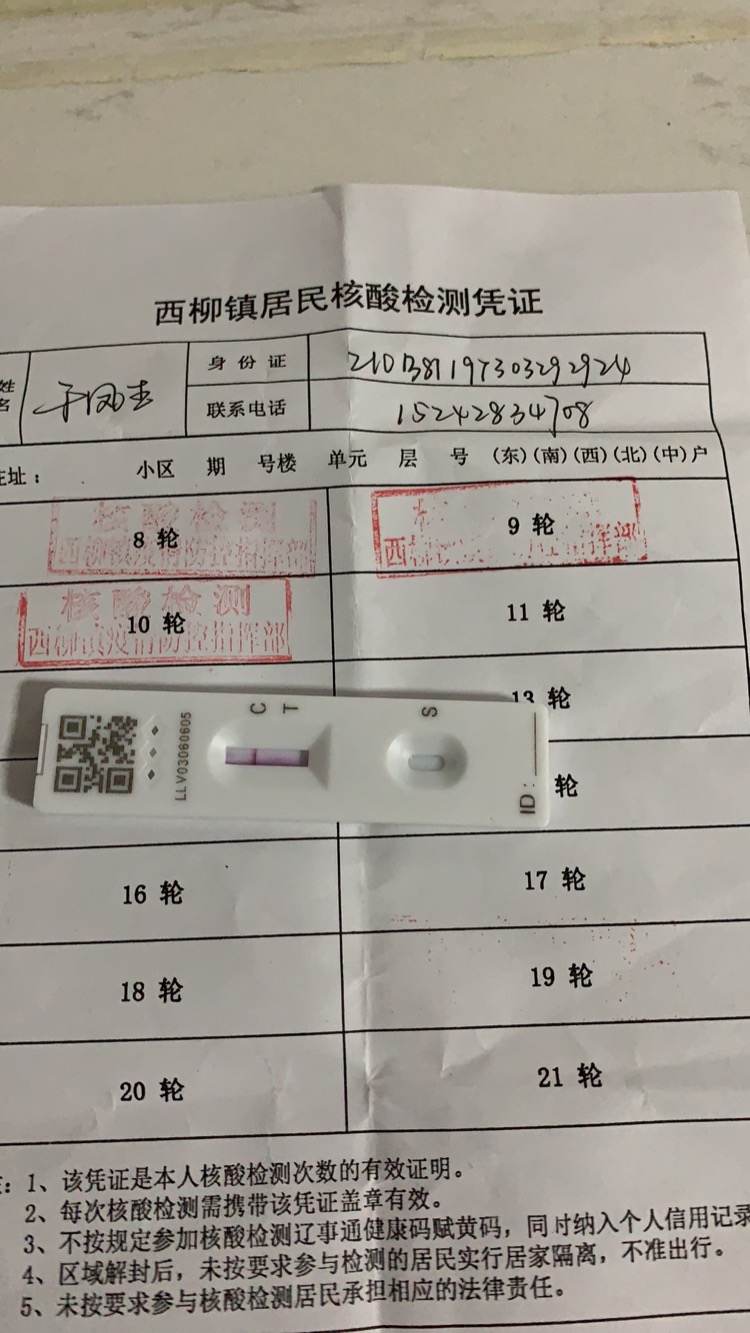 西柳镇居民核酸检测凭证
姓名 于凤杰 身份证 210381197303292924
联系电话 15242834708
住址： 小区 期 号楼 单元 层 号 (东)(南)(西)(北)(中)户
核酸检测
西柳镇疫情防控指挥部
8 轮
9 轮
核酸检测
西柳镇疫情防控指挥部
10 轮
11 轮
13 轮
C T S
LLV03060605
ID:
轮
16 轮
17 轮
18 轮
19 轮
20 轮
21 轮
注：1、该凭证是本人核酸检测次数的有效证明。
2、每次核酸检测需携带该凭证盖章有效。
3、不按规定参加核酸检测辽事通健康码赋黄码，同时纳入个人信用记录
4、区域解封后，未按要求参与检测的居民实行居家隔离，不准出行。
5、未按要求参与核酸检测居民承担相应的法律责任。